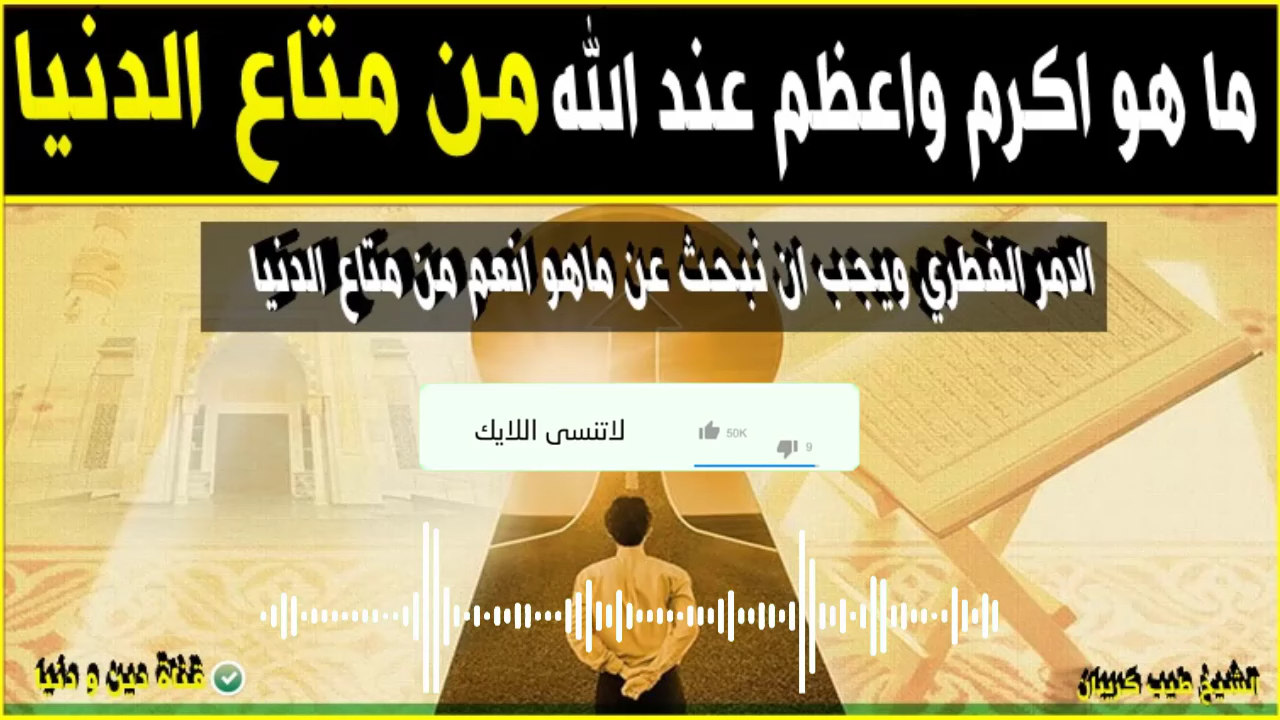 ما هو اكرم واعظم عند الله من متاع الدنيا
الامر الفطري ويجب ان نبحث عن ماهو انعم من متاع الدنيا
لاتنسى اللايك
50K
9
الشيخ طيب كريبان
قناة دين و دنيا